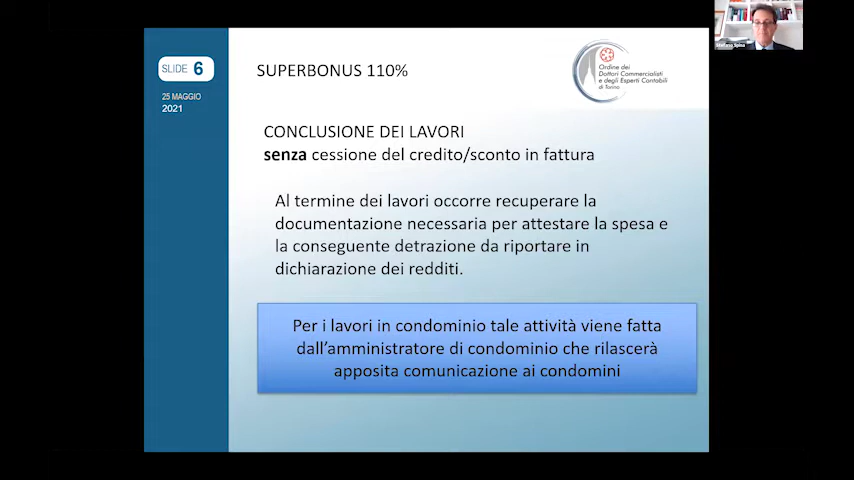 Stefano Spina
SLIDE 6
25 MAGGIO
2021
SUPERBONUS 110%
Ordine dei
Dottori Commercialisti
e degli Esperti Contabili
di Torino
CONCLUSIONE DEI LAVORI
senza cessione del credito/sconto in fattura
Al termine dei lavori occorre recuperare la
documentazione necessaria per attestare la spesa e
la conseguente detrazione da riportare in
dichiarazione dei redditi.
Per i lavori in condominio tale attività viene fatta
dall’amministratore di condominio che rilascerà
apposita comunicazione ai condomini